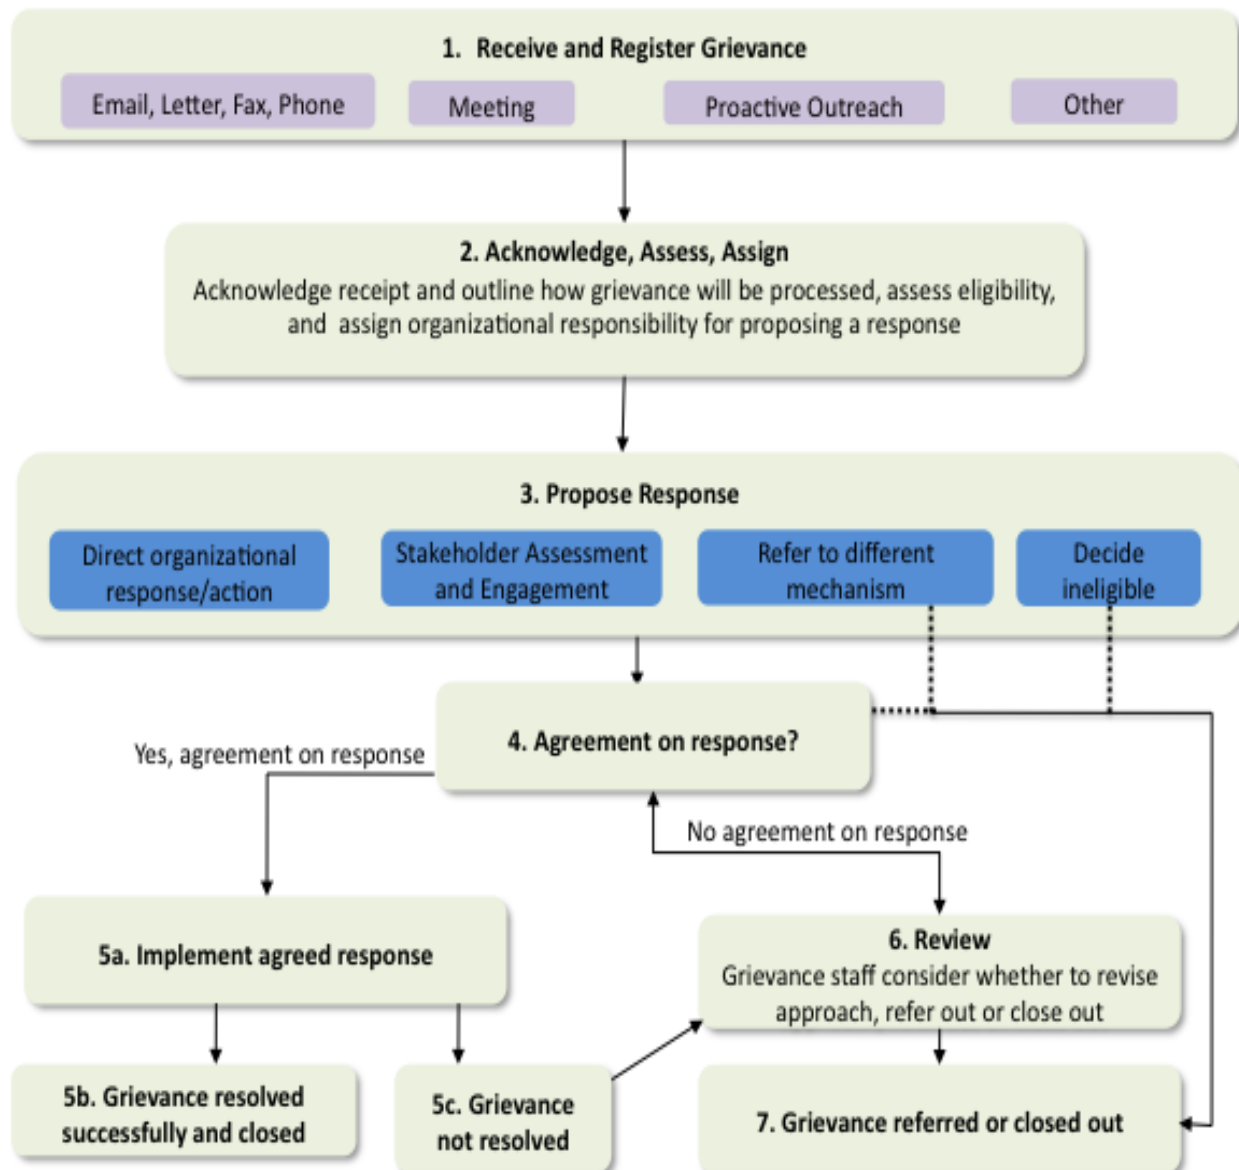 1. Receive and Register Grievance
Email, Letter, Fax, Phone
Meeting
Proactive Outreach
Other
2. Acknowledge, Assess, Assign
Acknowledge receipt and outline how grievance will be processed, assess eligibility,
and assign organizational responsibility for proposing a response
3. Propose Response
Direct organizational
response/action
Stakeholder Assessment
and Engagement
Refer to different
mechanism
Decide
ineligible
4. Agreement on response?
Yes, agreement on response
No agreement on response
5a. Implement agreed response
6. Review
Grievance staff consider whether to revise
approach, refer out or close out
5b. Grievance resolved
successfully and closed
5c. Grievance
not resolved
7. Grievance referred or closed out